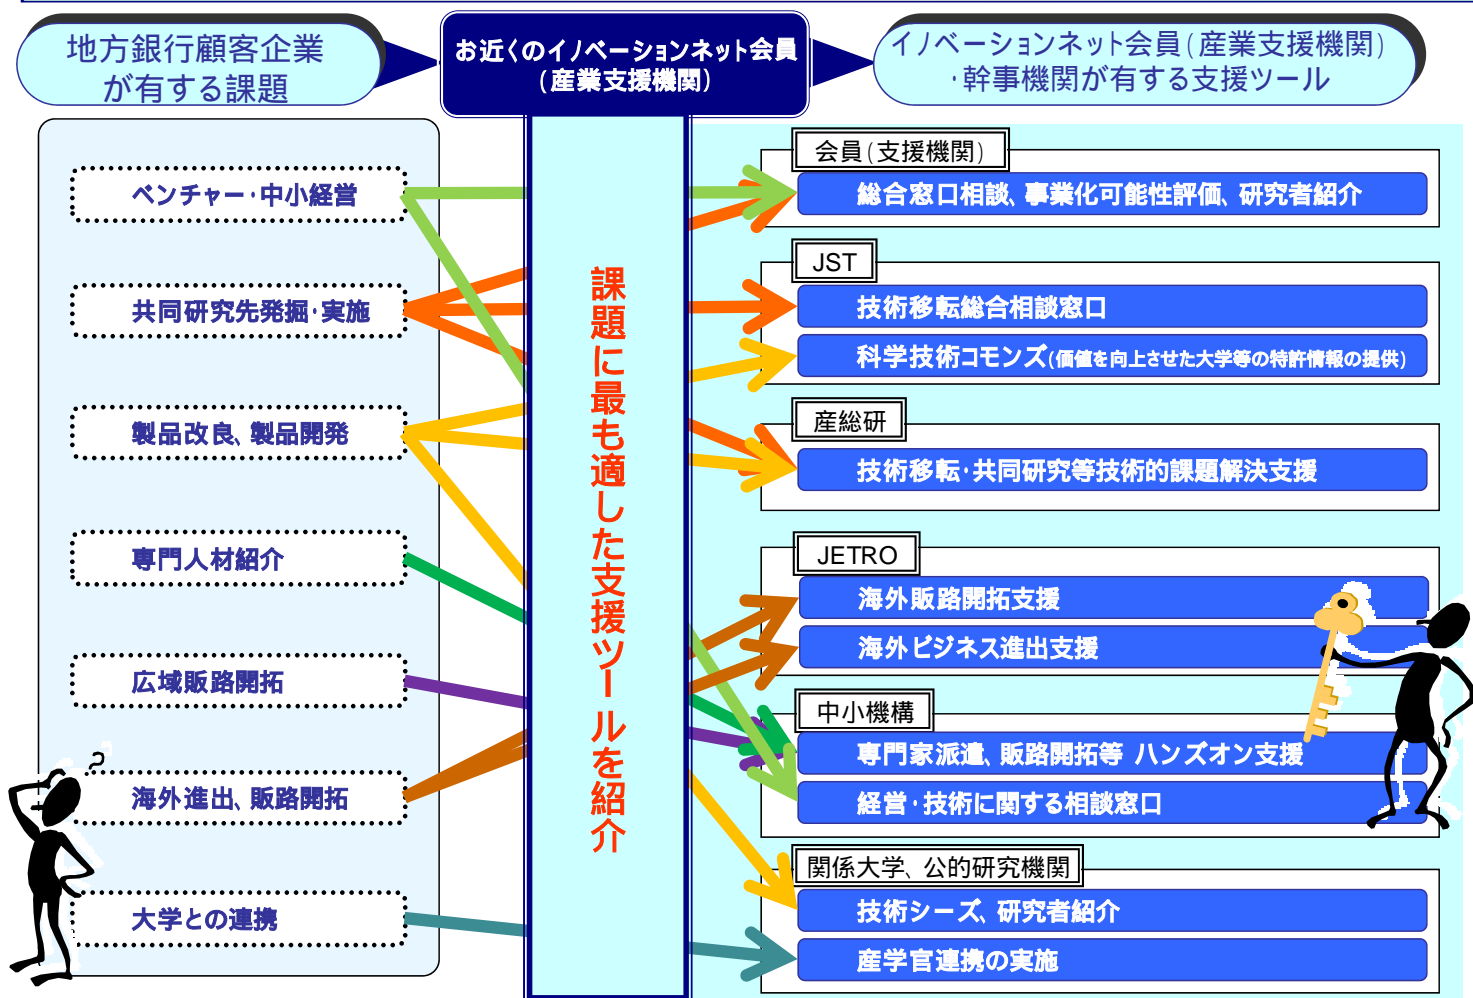 地方銀行顧客企業
が有する課題
お近くのイノベーションネット会員
(産業支援機関)
イノベーションネット会員(産業支援機関)
・幹事機関が有する支援ツール
ベンチャー・中小経営
共同研究先発掘・実施
製品改良、製品開発
専門人材紹介
広域販路開拓
海外進出、販路開拓
大学との連携
課題に最も適した支援ツールを紹介
会員(支援機関)
総合窓口相談、事業化可能性評価、研究者紹介
JST
技術移転総合相談窓口
科学技術コモンズ(価値を向上させた大学等の特許情報の提供)
産総研
技術移転・共同研究等技術的課題解決支援
JETRO
海外販路開拓支援
海外ビジネス進出支援
中小機構
専門家派遣、販路開拓等 ハンズオン支援
経営・技術に関する相談窓口
関係大学、公的研究機関
技術シーズ、研究者紹介
産学官連携の実施